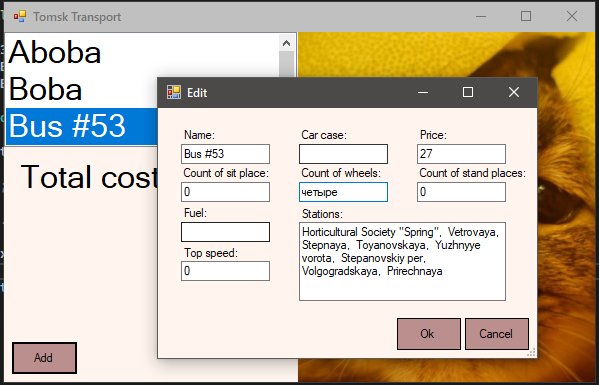 Tomsk Transport
Aboba
Boba
Bus #53
Total cost
Add
Edit
Name: Car case: Price:
Bus #53 27
Count of sit place: Count of wheels: Count of stand places:
0 четыре 0
Fuel: Stations:
Horticultural Society "Spring", Vetrovaya,
Stepnaya, Toyanovskaya, Yuzhnyye
vorota, Stepanovskiy per,
Volgogradskaya, Prirechnaya
Top speed:
0
Ok Cancel